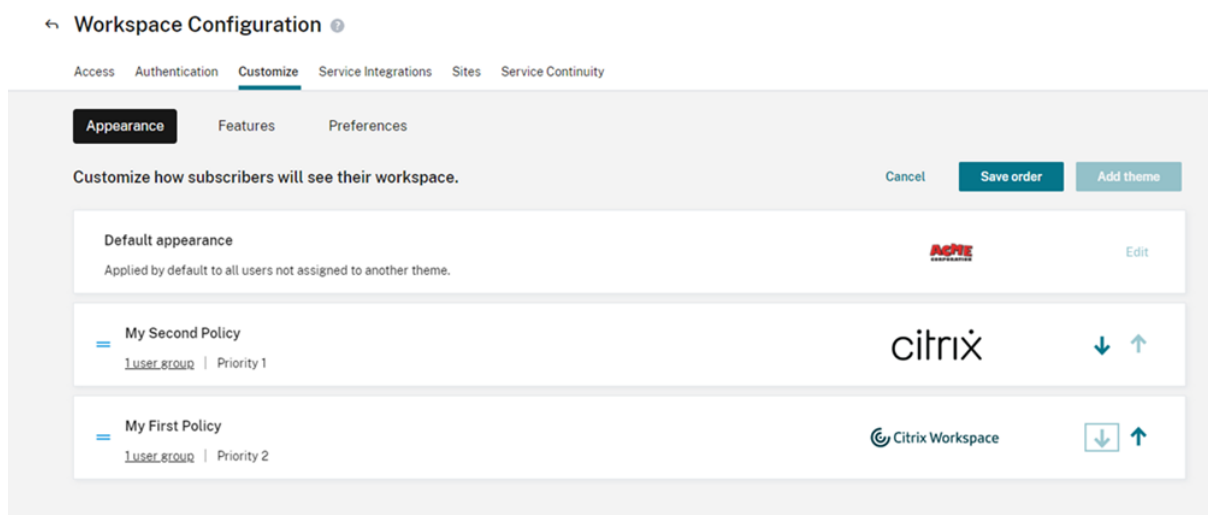 Workspace Configuration ?
Access Authentication Customize Service Integrations Sites Service Continuity
Appearance Features Preferences
Customize how subscribers will see their workspace. Cancel Save order Add theme
Default appearance
ACME
CORPORATION
Edit
Applied by default to all users not assigned to another theme.
My Second Policy
1 user group | Priority 1
citrix
My First Policy
1 user group | Priority 2
Citrix Workspace